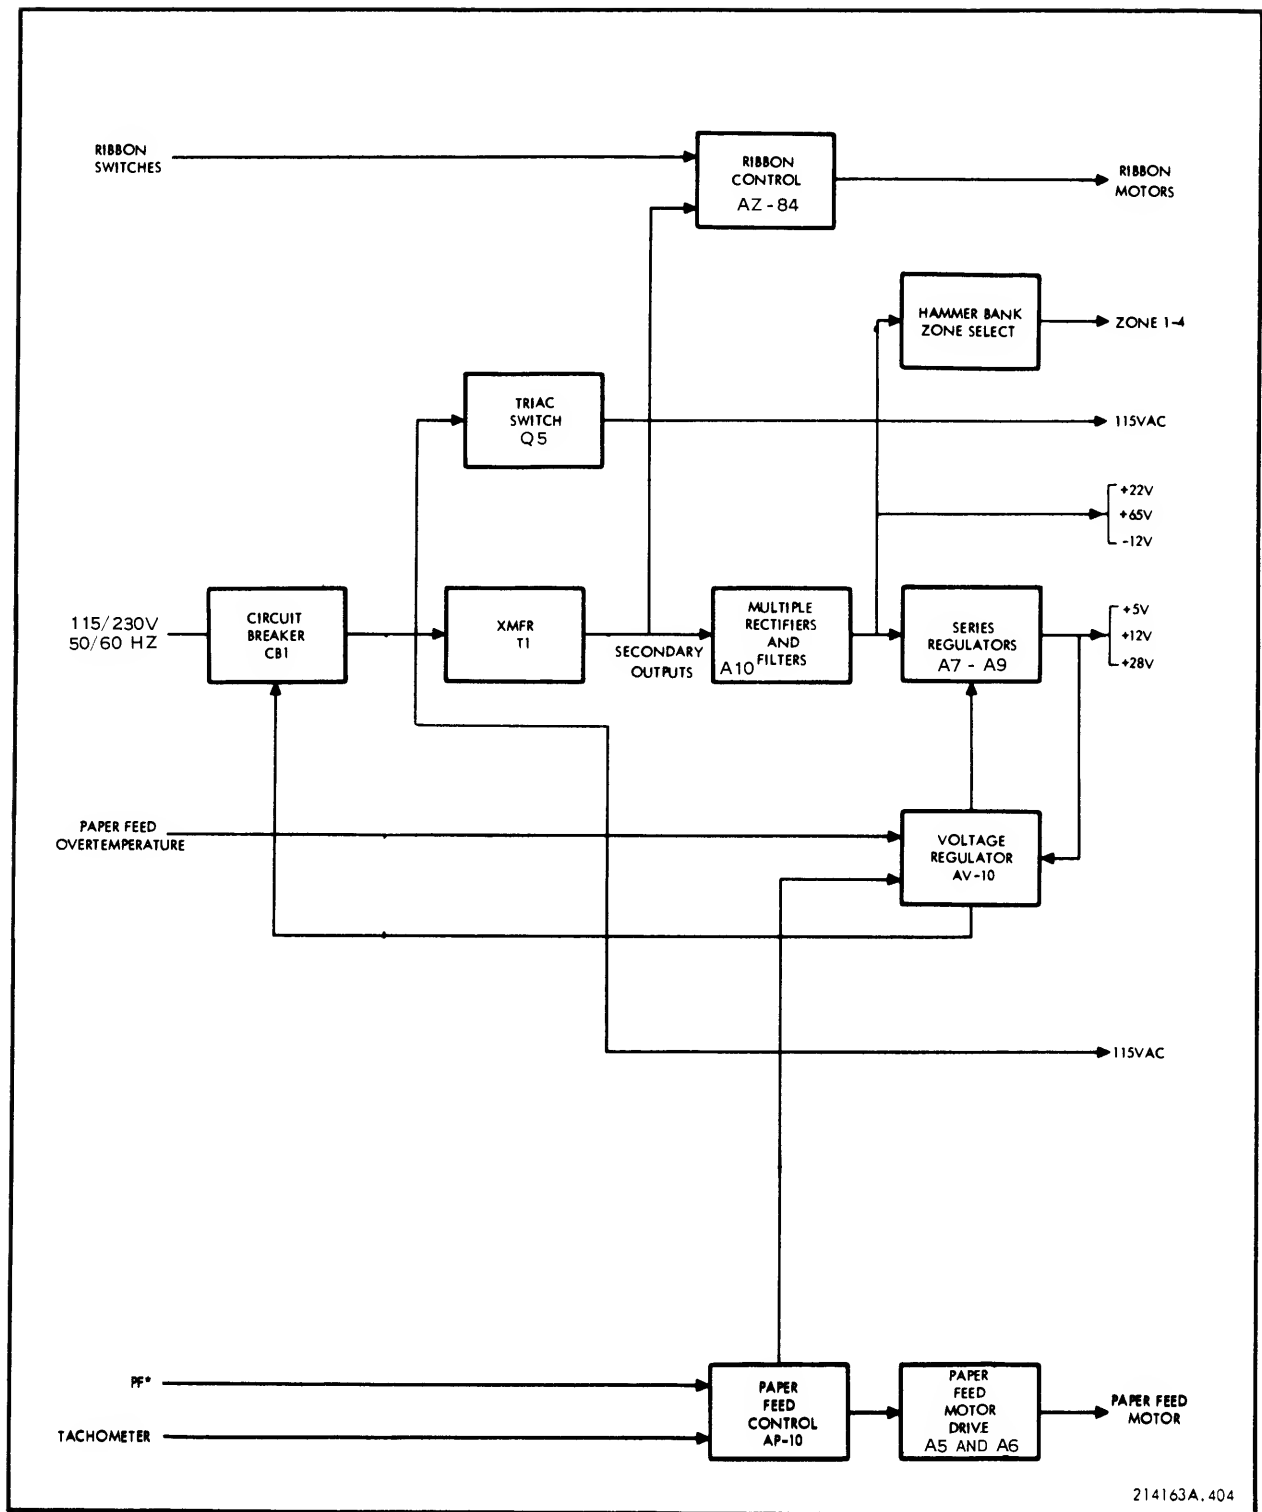 RIBBON
SWITCHES
RIBBON
CONTROL
AZ-84
RIBBON
MOTORS
HAMMER BANK
ZONE SELECT
ZONE 1-4
TRIAC
SWITCH
Q5
115VAC
+22V
+65V
-12V
115/230V
50/60 HZ
CIRCUIT
BREAKER
CB1
XMFR
T1
SECONDARY
OUTPUTS
MULTIPLE
RECTIFIERS
AND
FILTERS
A10
SERIES
REGULATORS
A7 - A9
+5V
+12V
+28V
PAPER FEED
OVERTEMPERATURE
VOLTAGE
REGULATOR
AV-10
115VAC
PF*
TACHOMETER
PAPER
FEED
CONTROL
AP-10
PAPER
FEED
MOTOR
DRIVE
A5 AND A6
PAPER FEED
MOTOR
214163A.404